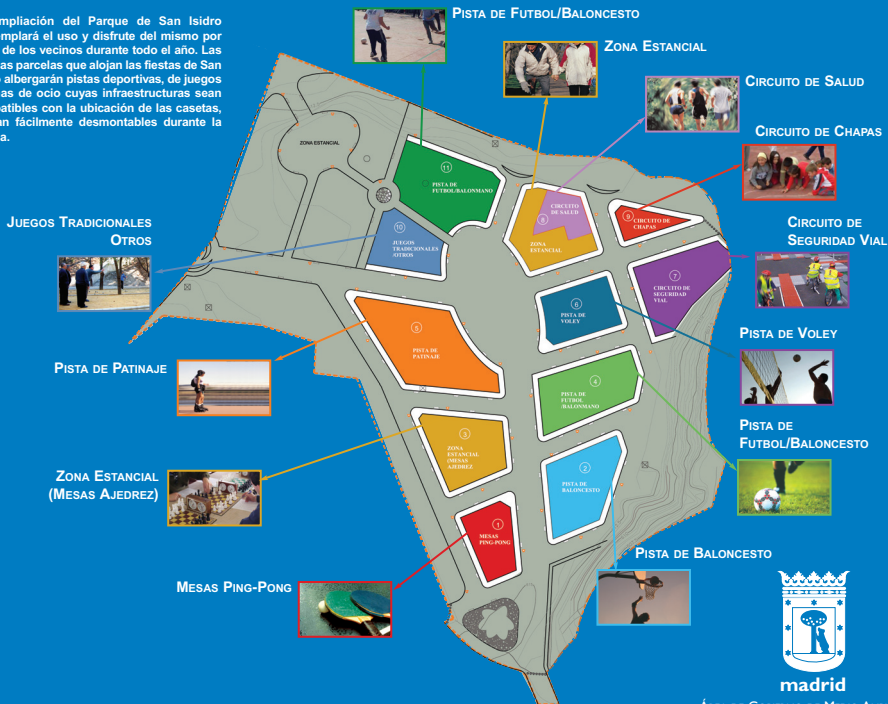 mpliación del Parque de San Isidro
emplará el uso y disfrute del mismo por
de los vecinos durante todo el año. Las
as parcelas que alojan las fiestas de San
o albergarán pistas deportivas, de juegos
as de ocio cuyas infraestructuras sean
patibles con la ubicación de las casetas,
an fácilmente desmontables durante la
a.
PISTA DE FUTBOL/BALONCESTO
ZONA ESTANCIAL
CIRCUITO DE SALUD
CIRCUITO DE CHAPAS
CIRCUITO DE
SEGURIDAD VIAL
PISTA DE VOLEY
PISTA DE
FUTBOL/BALONCESTO
PISTA DE BALONCESTO
MESAS PING-PONG
ZONA ESTANCIAL
(MESAS AJEDREZ)
PISTA DE PATINAJE
JUEGOS TRADICIONALES
OTROS
ZONA ESTANCIAL
11
PISTA DE
FUTBOL/BALONMANO
10
JUEGOS
TRADICIONALES
/OTROS
CIRCUITO
DE SALUD
8
ZONA
ESTANCIAL
9
CIRCUITO DE
CHAPAS
7
CIRCUITO DE
SEGURIDAD
VIAL
6
PISTA DE
VOLEY
5
PISTA DE
PATINAJE
4
PISTA DE
FUTBOL
/BALONMANO
3
ZONA
ESTANCIAL
(MESAS
AJEDREZ
2
PISTA DE
BALONCESTO
1
MESAS
PING-PONG
madrid